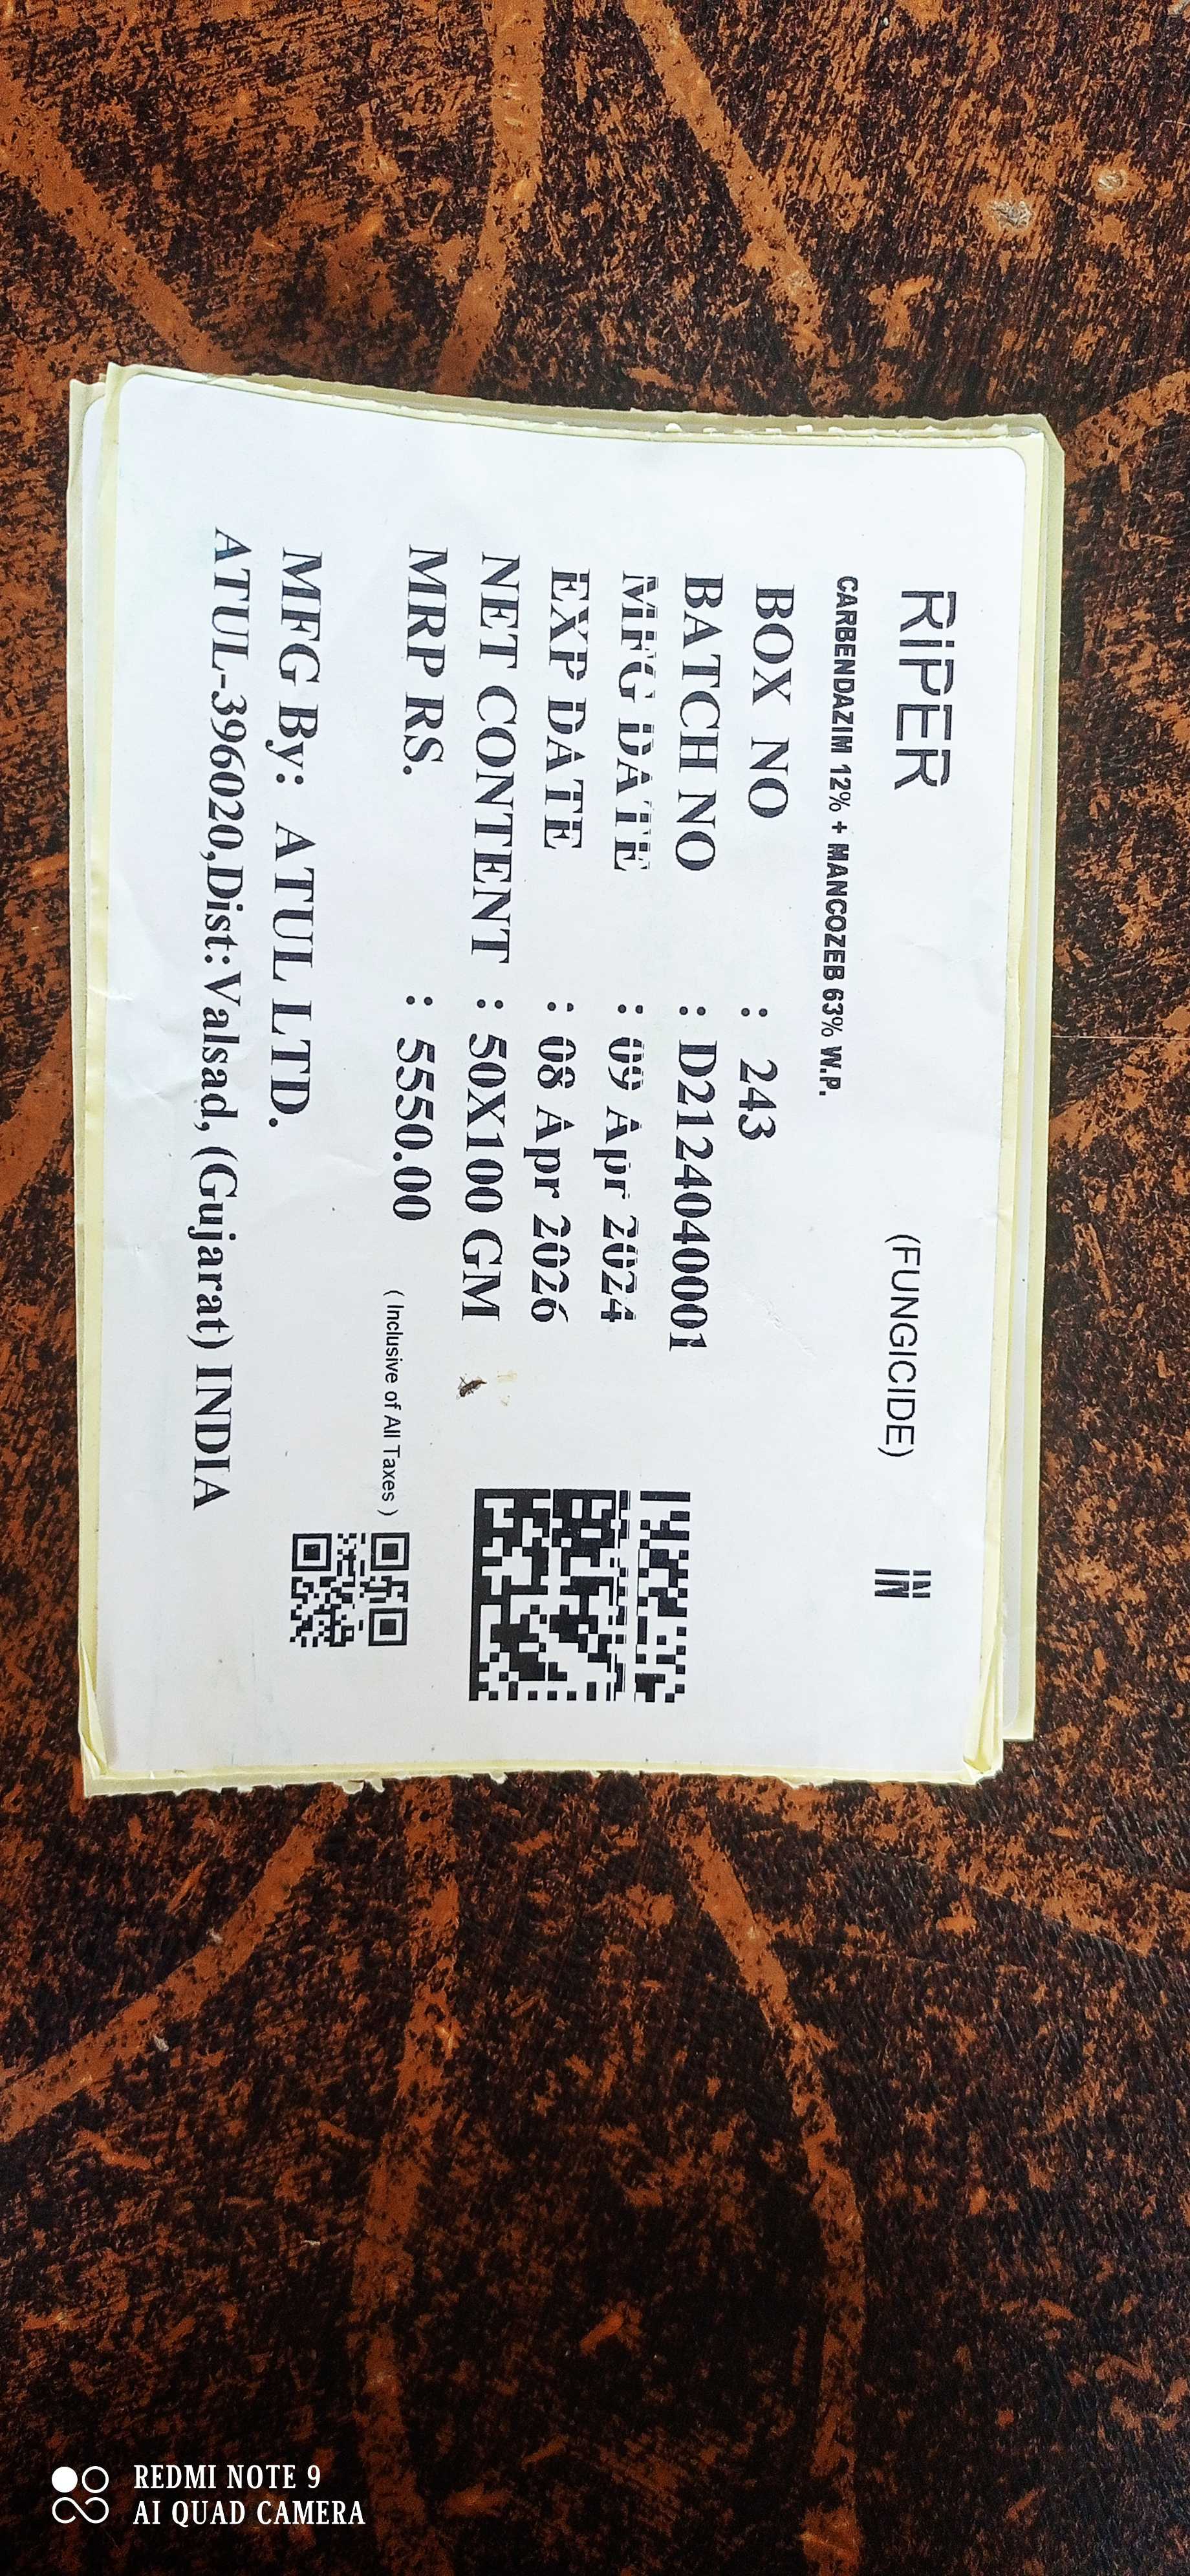 RiPER (FUNGICIDE) IN
CARBENDAZIM 12% + MANCOZEB 63% W.P.
BOX NO : 243
BATCH NO : D2124040001
MFG DATE : 09 Apr 2024
EXP DATE : 08 Apr 2026
NET CONTENT : 50X100 GM
MRP RS. : 5550.00 ( Inclusive of All Taxes )
MFG By: ATUL LTD.
ATUL-396020,Dist:Valsad, (Gujarat) INDIA
REDMI NOTE 9
AI QUAD CAMERA